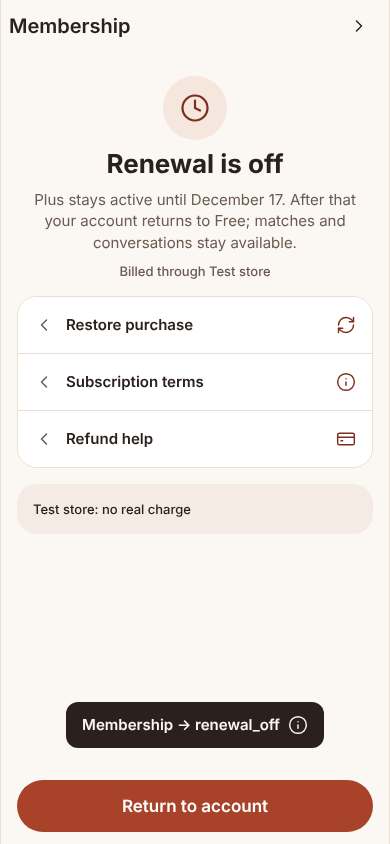 Membership
Renewal is off
Plus stays active until December 17. After that
your account returns to Free; matches and
conversations stay available.
Billed through Test store
Restore purchase
Subscription terms
Refund help
Test store: no real charge
Membership → renewal_off
Return to account